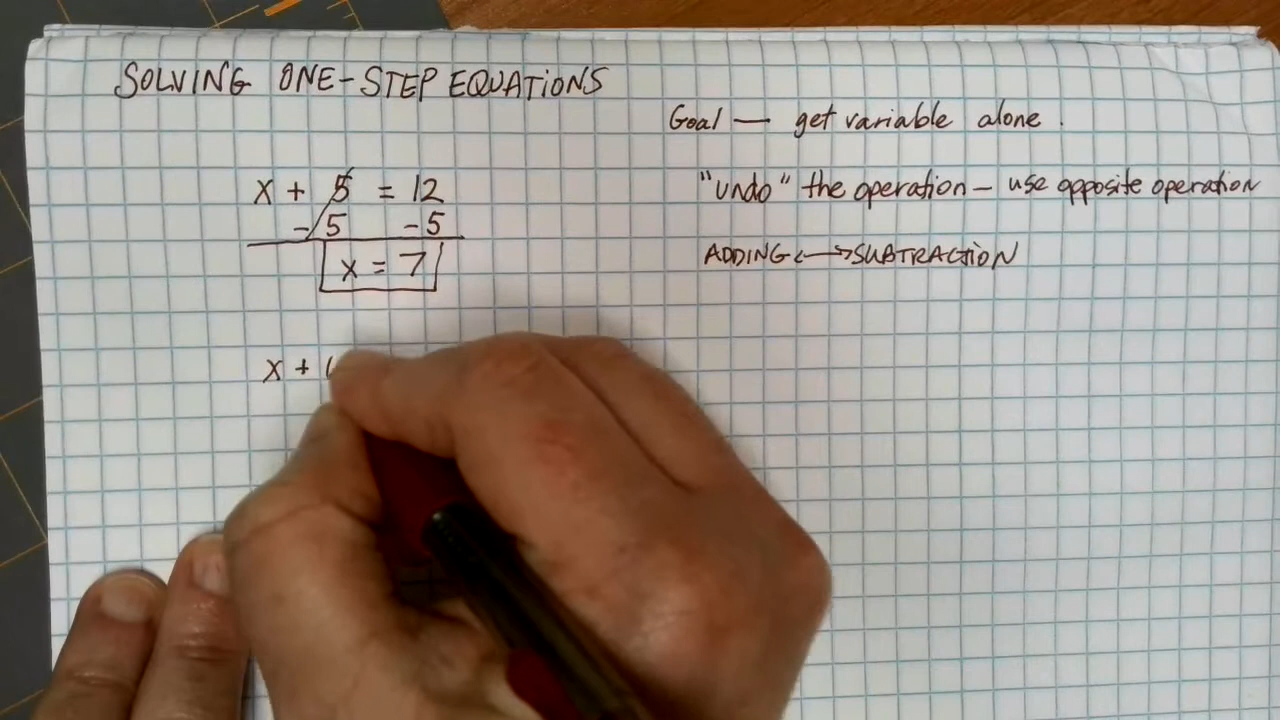 SOLVING ONE-STEP EQUATIONS
Goal — get variable alone.
x + 5 = 12
- 5 - 5
x = 7
"undo" the operation - use opposite operation
ADDING <-> SUBTRACTION
x +